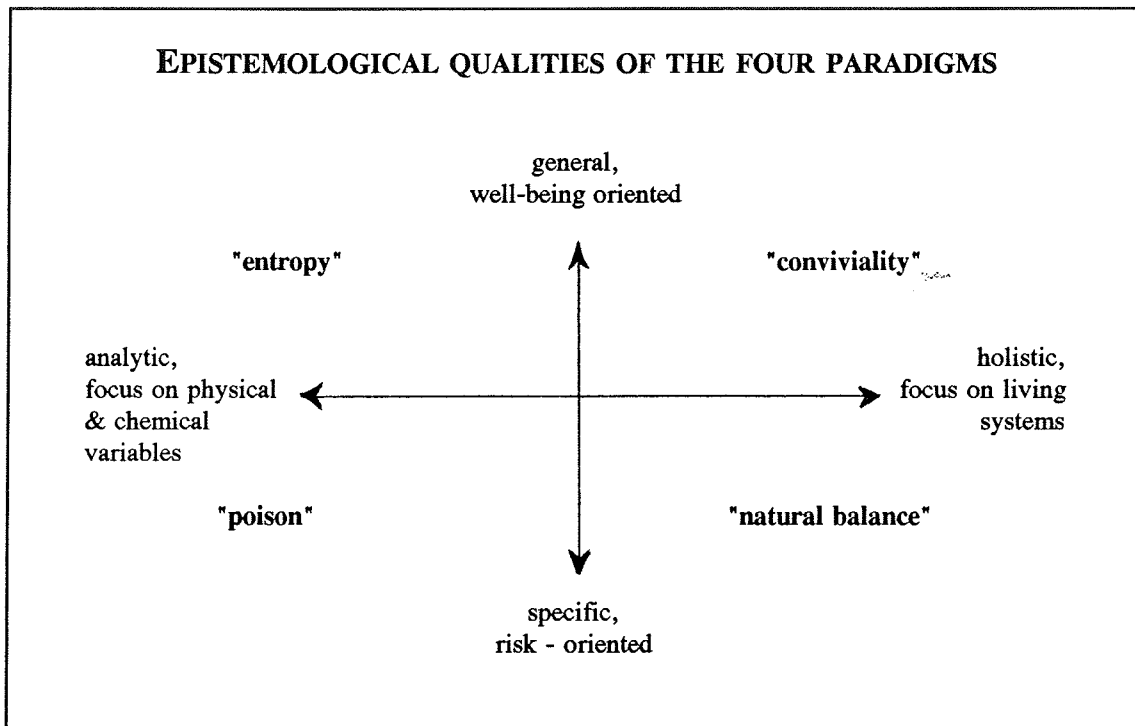 EPISTEMOLOGICAL QUALITIES OF THE FOUR PARADIGMS
general,
well-being oriented
"entropy"
"conviviality"
analytic,
focus on physical
& chemical
variables
holistic,
focus on living
systems
"poison"
"natural balance"
specific,
risk - oriented